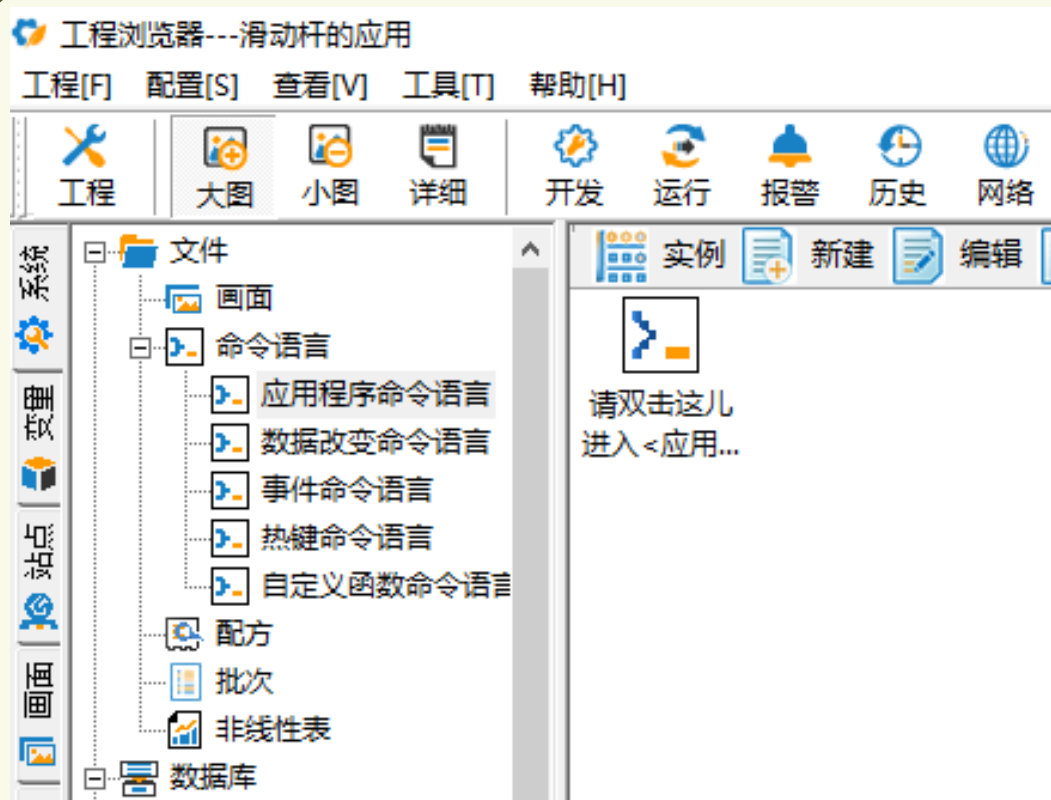 工程浏览器---滑动杆的应用
工程[F] 配置[S] 查看[V] 工具[T] 帮助[H]
工程 大图 小图 详细 开发 运行 报警 历史 网络
系统
变量
站点
画面
文件
画面
命令语言
应用程序命令语言
数据改变命令语言
事件命令语言
热键命令语言
自定义函数命令语言
配方
批次
非线性表
数据库
实例 新建 编辑
请双击这儿
进入<应用...